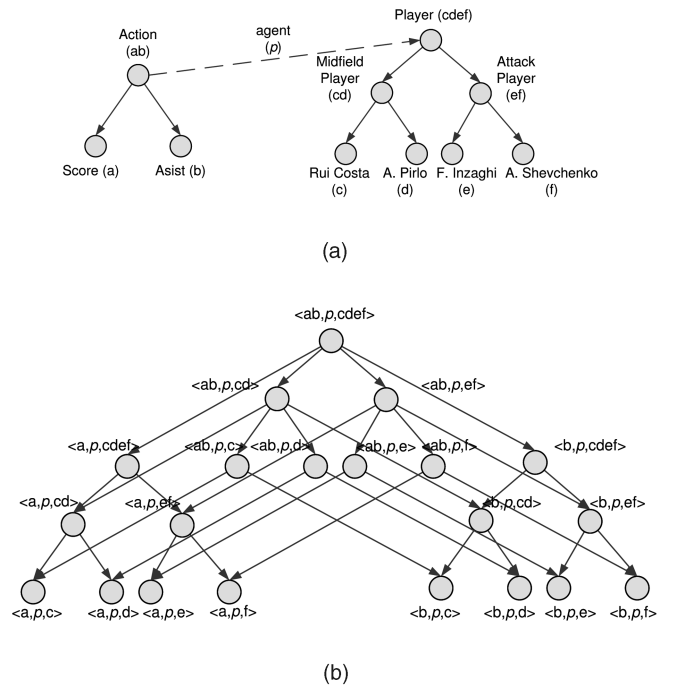 Player (cdef)
Action
(ab)
agent
(p)
Midfield
Player
(cd)
Attack
Player
(ef)
Score (a)
Asist (b)
Rui Costa
(c)
A. Pirlo
(d)
F. Inzaghi
(e)
A. Shevchenko
(f)
(a)
<ab,p,cdef>
<ab,p,cd>
<ab,p,ef>
<a,p,cdef>
<ab,p,c>
<ab,p,d>
<ab,p,e>
<ab,p,f>
<b,p,cdef>
<a,p,cd>
<a,p,ef>
<b,p,cd>
<b,p,ef>
<a,p,c>
<a,p,d>
<a,p,e>
<a,p,f>
<b,p,c>
<b,p,d>
<b,p,e>
<b,p,f>
(b)